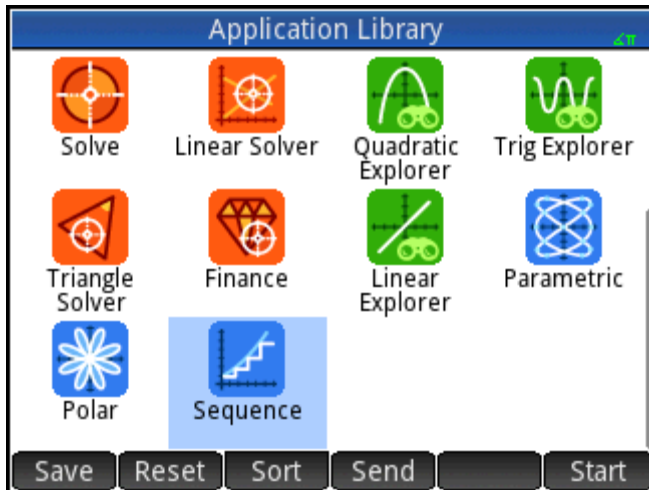 Application Library
∠π
Solve
Linear Solver
Quadratic
Explorer
Trig Explorer
Triangle
Solver
Finance
Linear
Explorer
Parametric
Polar
Sequence
Save
Reset
Sort
Send
Start